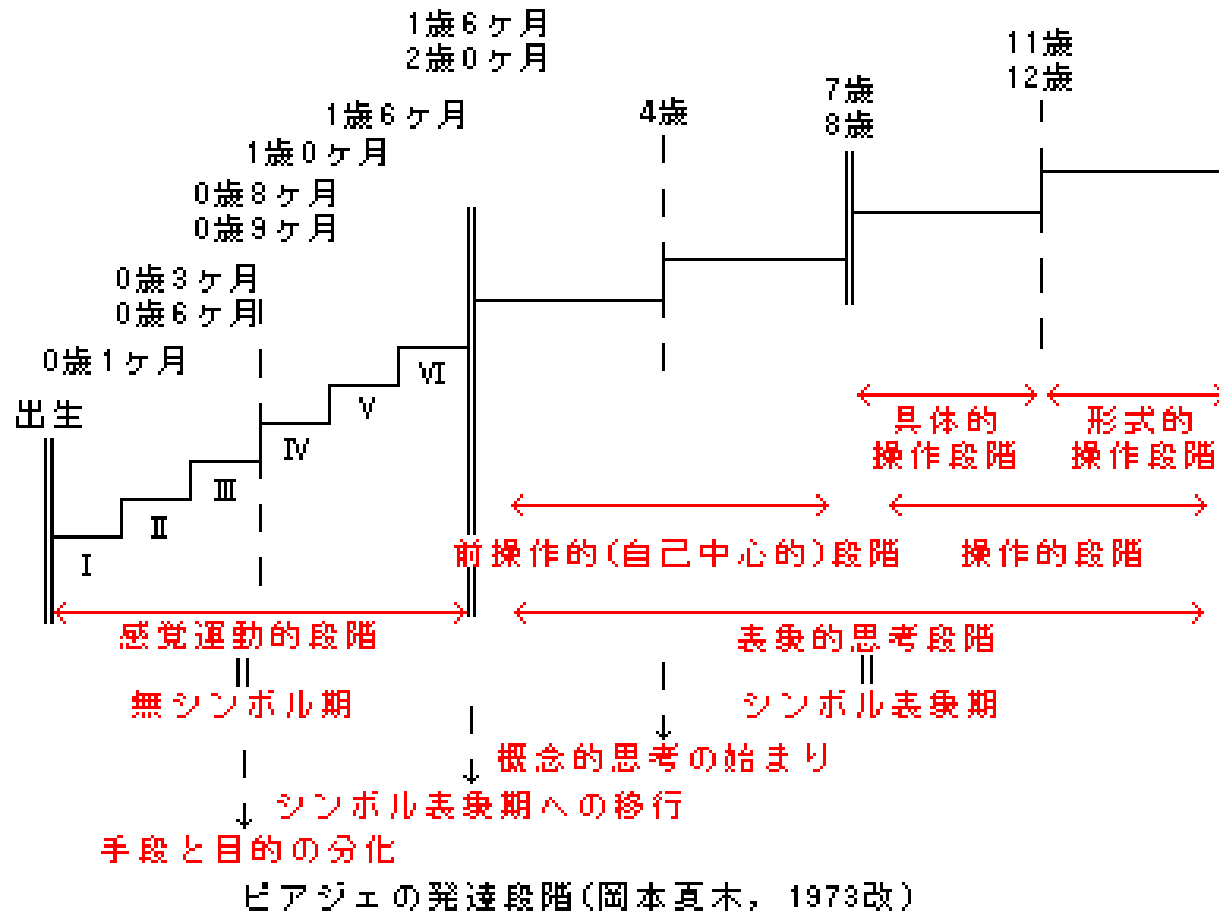 1歳6ヶ月
2歳0ヶ月
1歳6ヶ月
1歳0ヶ月
0歳8ヶ月
0歳9ヶ月
0歳3ヶ月
0歳6ヶ月
0歳1ヶ月
出生
4歳
7歳
8歳
11歳
12歳
Ⅰ
Ⅱ
Ⅲ
Ⅳ
Ⅴ
Ⅵ
具体的
操作段階
形式的
操作段階
前操作的(自己中心的)段階
操作的段階
感覚運動的段階
表象的思考段階
無シンボル期
シンボル表象期
概念的思考の始まり
シンボル表象期への移行
手段と目的の分化
ピアジェの発達段階(岡本真木，1973改)